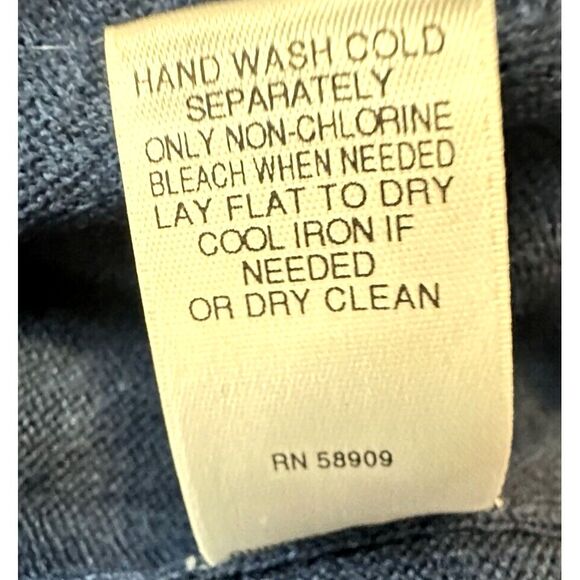 HAND WASH COLD
SEPARATELY
ONLY NON-CHLORINE
BLEACH WHEN NEEDED
LAY FLAT TO DRY
COOL IRON IF
NEEDED
OR DRY CLEAN
RN 58909